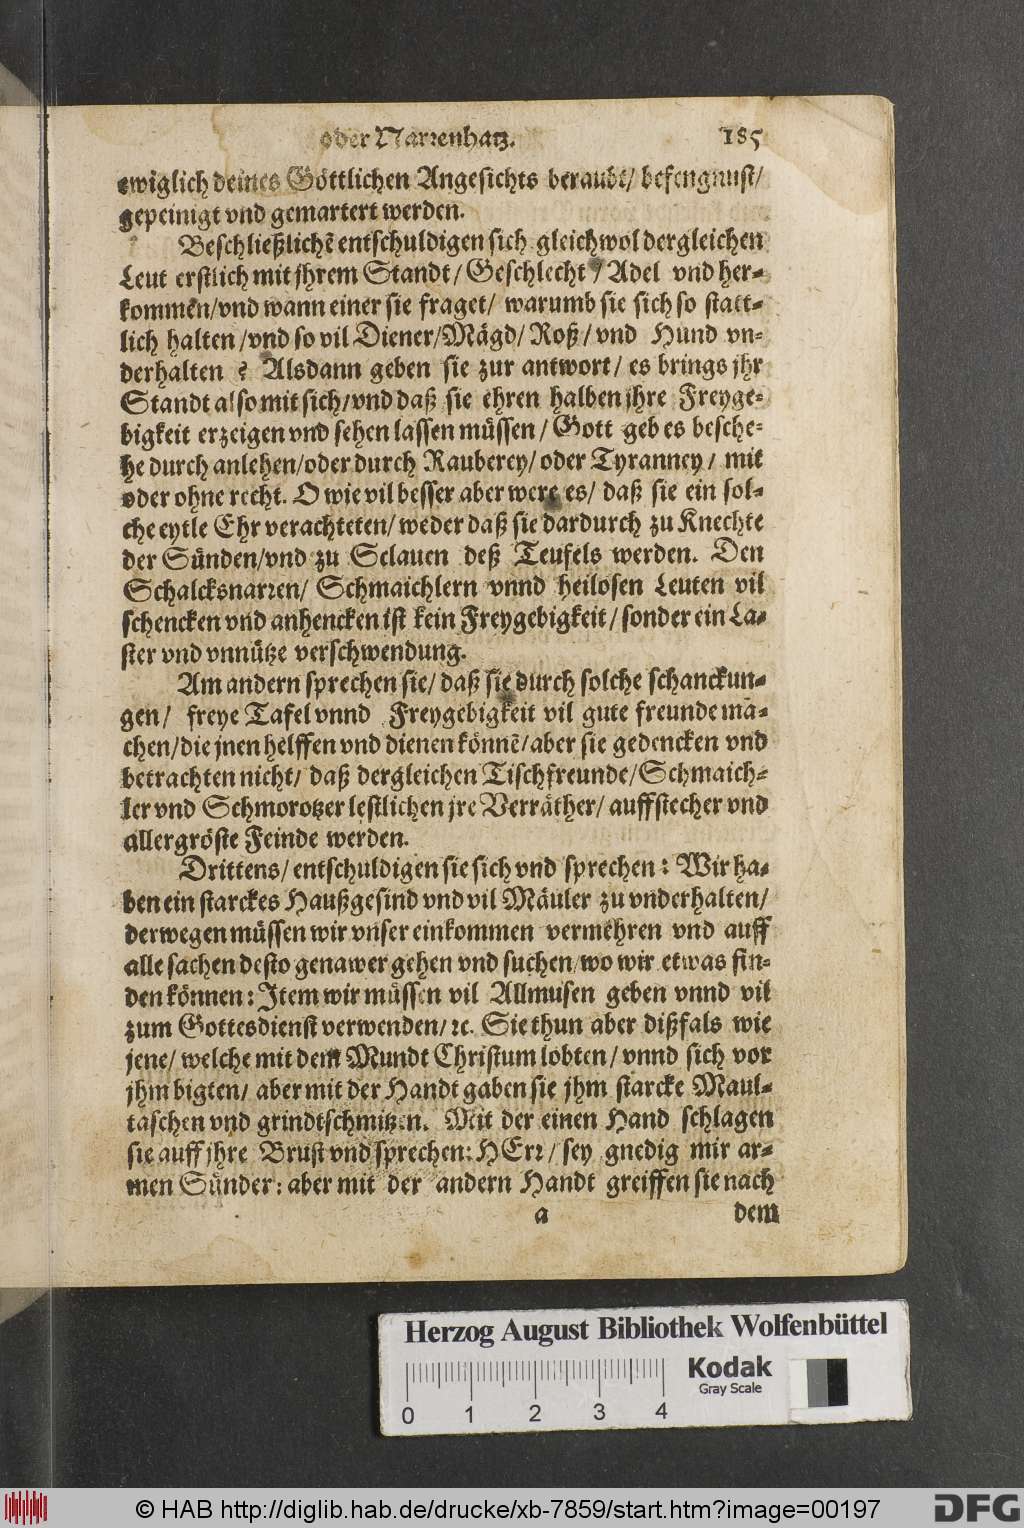 oder Narrenhatz. 185
ewiglich deines Göttlichen Angesichts beraubt/ befengnust/
gepeinigt vnd gemartert werden.
Beschließlichē entschuldigen sich gleichwol dergleichen
Leut erstlich mit jhrem Standt/ Geschlecht/ Adel vnd her-
kommen/vnd wann einer sie fraget/ warumb sie sich so statt-
lich halten/vnd so vil Diener/Mägd/ Roß/ vnd Hund vn-
derhalten? Alsdann geben sie zur antwort/ es brings jhr
Standt also mit sich/vnd daß sie ehren halben jhre Freyge-
bigkeit erzeigen vnd sehen lassen müssen/ Gott geb es besche-
he durch anlehen/oder durch Rauberey/ oder Tyranney/ mit
oder ohne recht. O wie vil besser aber were es/ daß sie ein sol-
che eytle Ehr verachteten/ weder daß sie dardurch zu Knechte
der Sünden/vnd zu Sclauen deß Teufels werden. Den
Schalcksnarren/ Schmaichlern vnnd heilosen Leuten vil
schencken vnd anhencken ist kein Freygebigkeit/ sonder ein La-
ster vnd vnnütze verschwendung.
Am andern sprechen sie/ daß sie durch solche schanckun-
gen/ freye Tafel vnnd Freygebigkeit vil gute freunde ma-
chen/die jnen helffen vnd dienen könnē/aber sie gedencken vnd
betrachten nicht/ daß dergleichen Tischfreunde/Schmaich-
ler vnd Schmorotzer lestlichen jre Verräther/ auffstecher vnd
allergröste Feinde werden.
Drittens/ entschuldigen sie sich vnd sprechen: Wir ha-
ben ein starckes Haußgesind vnd vil Mäuler zu vnderhalten/
derwegen müssen wir vnser einkommen vermehren vnd auff
alle sachen desto genawer gehen vnd suchen/wo wir etwas fin-
den können: Item wir müssen vil Allmusen geben vnnd vil
zum Gottesdienst verwenden/ ꝛc. Sie thun aber dißfals wie
jene/ welche mit dem Mundt Christum lobten/ vnnd sich vor
jhm bigten/ aber mit der Handt gaben sie jhm starcke Maul-
taschen vnd grindtschmitzen. Mit der einen Hand schlagen
sie auff jhre Brust vnd sprechen: HErr/ sey gnedig mir ar-
men Sünder: aber mit der andern Handt greiffen sie nach
a dem
Herzog August Bibliothek Wolfenbüttel
Kodak
Gray Scale
0 1 2 3 4
© HAB http://diglib.hab.de/drucke/xb-7859/start.htm?image=00197
DFG